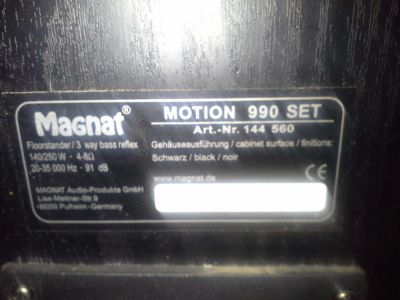 Magnat®
Floorstander / 3 way bass reflex
140/250 W · 4-8Ω
20-35 000 Hz · 91 dB
MAGNAT Audio-Produkte GmbH
Lise-Meitner-Str.9
50259 Pulheim - Germany
MOTION 990 SET
Art.-Nr. 144 560
Gehäuseausführung / cabinet surface / finitions:
Schwarz / black / noir
www.magnat.de
CE